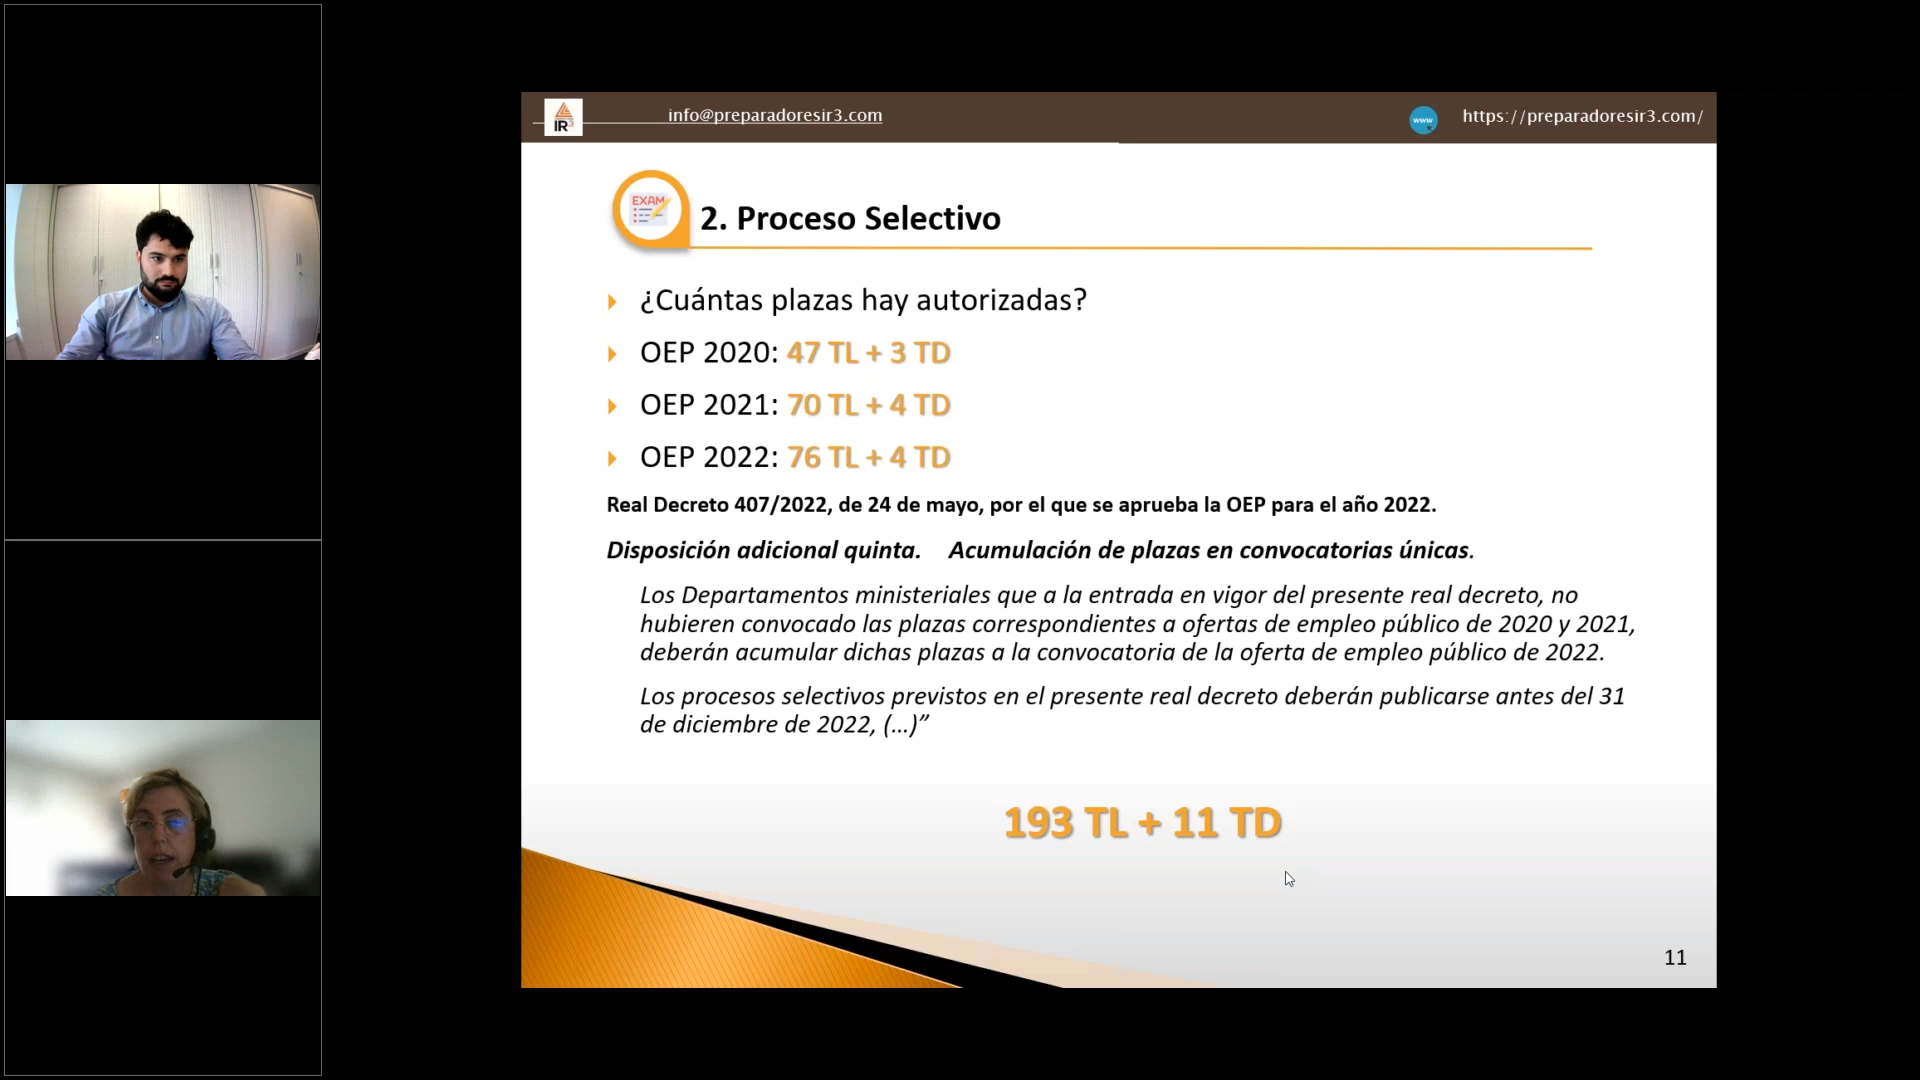 IR3
info@preparadoresir3.com
www
https://preparadoresir3.com/
EXAM
2. Proceso Selectivo
¿Cuántas plazas hay autorizadas?
OEP 2020: 47 TL + 3 TD
OEP 2021: 70 TL + 4 TD
OEP 2022: 76 TL + 4 TD
Real Decreto 407/2022, de 24 de mayo, por el que se aprueba la OEP para el año 2022.
Disposición adicional quinta. Acumulación de plazas en convocatorias únicas.
Los Departamentos ministeriales que a la entrada en vigor del presente real decreto, no
hubieren convocado las plazas correspondientes a ofertas de empleo público de 2020 y 2021,
deberán acumular dichas plazas a la convocatoria de la oferta de empleo público de 2022.
Los procesos selectivos previstos en el presente real decreto deberán publicarse antes del 31
de diciembre de 2022, (...)”
193 TL + 11 TD
11